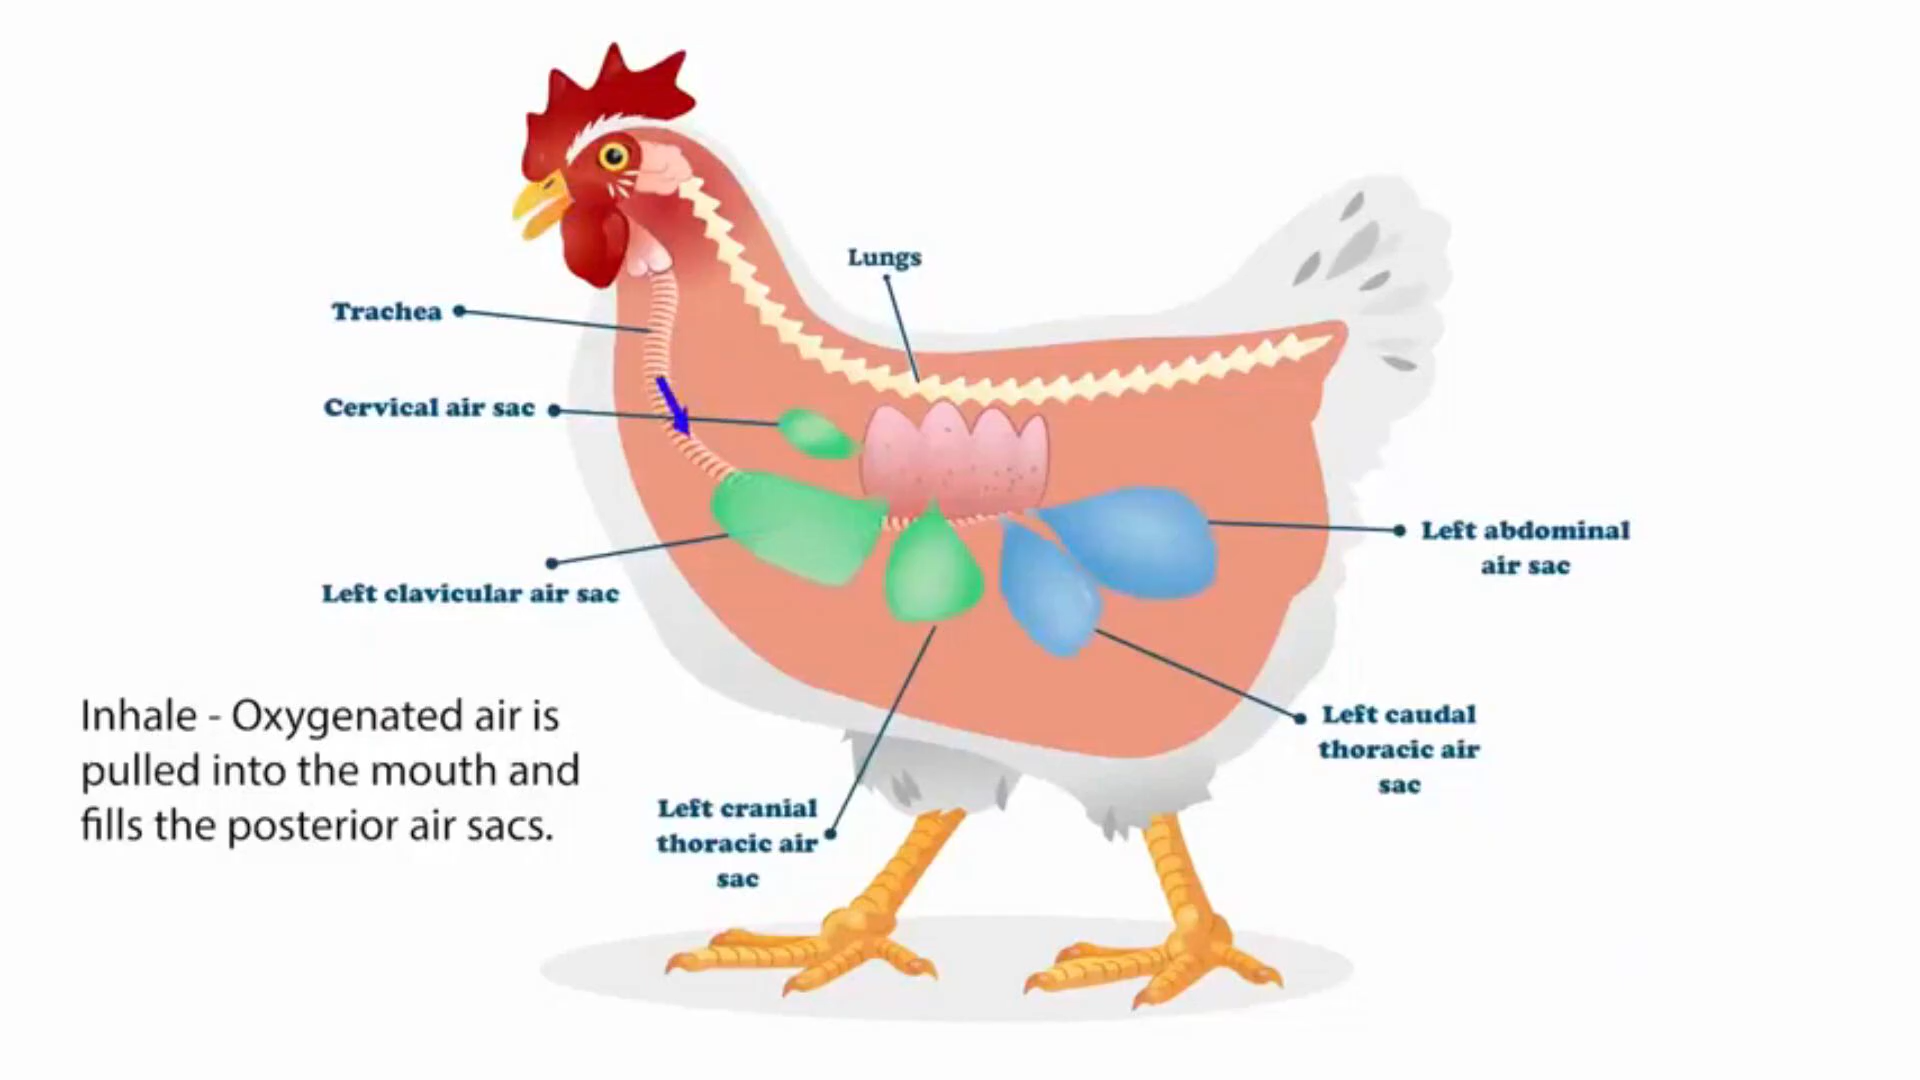 Lungs
Trachea
Cervical air sac
Left clavicular air sac
Left abdominal
air sac
Left caudal
thoracic air
sac
Left cranial
thoracic air
sac
Inhale - Oxygenated air is
pulled into the mouth and
fills the posterior air sacs.